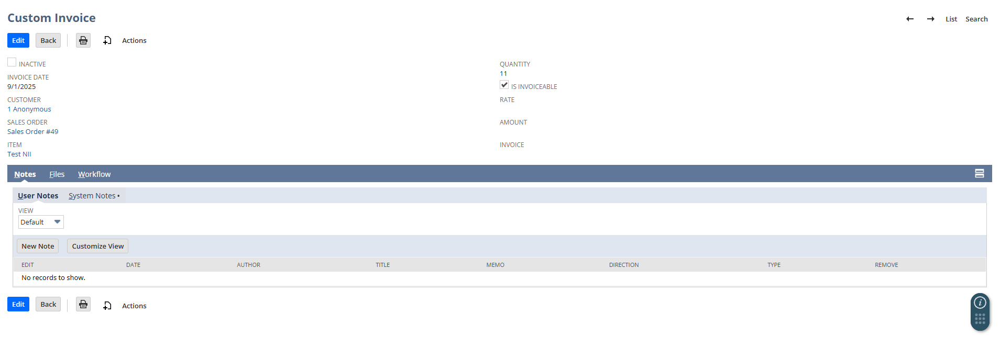 Custom Invoice
List Search
Edit Back Actions
INACTIVE
INVOICE DATE
9/1/2025
CUSTOMER
1 Anonymous
SALES ORDER
Sales Order #49
ITEM
Test NII
QUANTITY
11
IS INVOICEABLE
RATE
AMOUNT
INVOICE
Notes Files Workflow
User Notes System Notes •
VIEW
Default
New Note Customize View
EDIT DATE AUTHOR TITLE MEMO DIRECTION TYPE REMOVE
No records to show.
Edit Back Actions